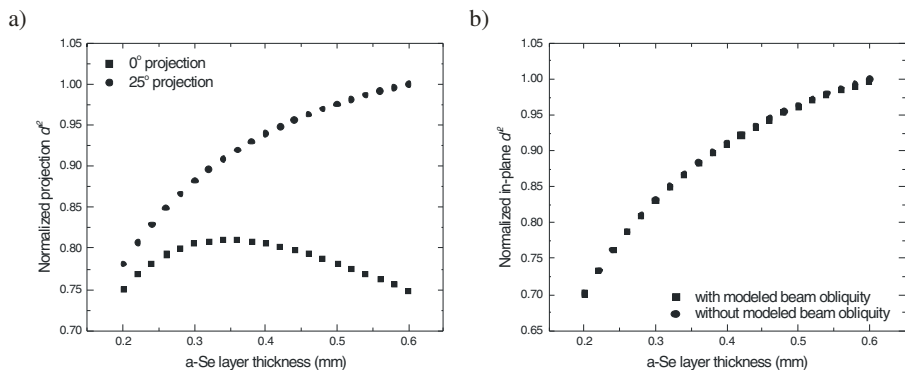 a)
1.05
1.00
0.95
0.90
0.85
0.80
0.75
0.70
Normalized projection d'²
0° projection
25° projection
0.2 0.3 0.4 0.5 0.6
a-Se layer thickness (mm)
b)
1.05
1.00
0.95
0.90
0.85
0.80
0.75
0.70
0.65
Normalized in-plane d'²
with modeled beam obliquity
without modeled beam obliquity
0.2 0.3 0.4 0.5 0.6
a-Se layer thickness (mm)